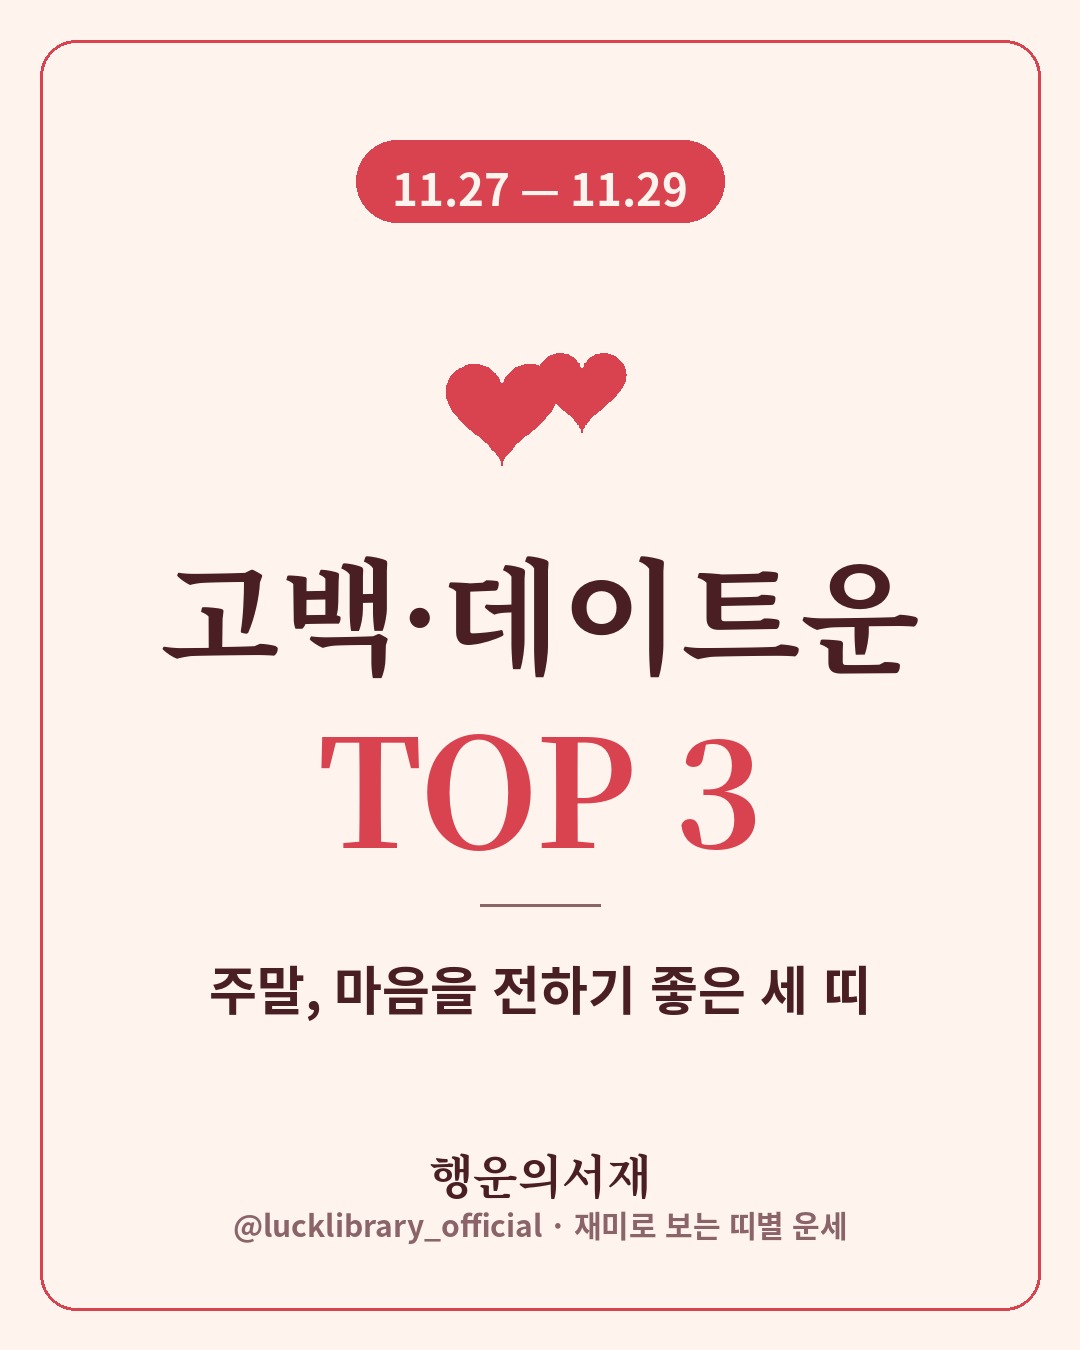 11.27 — 11.29
고백·데이트운
TOP 3
주말, 마음을 전하기 좋은 세 띠
행운의서재
@lucklibrary_official · 재미로 보는 띠별 운세